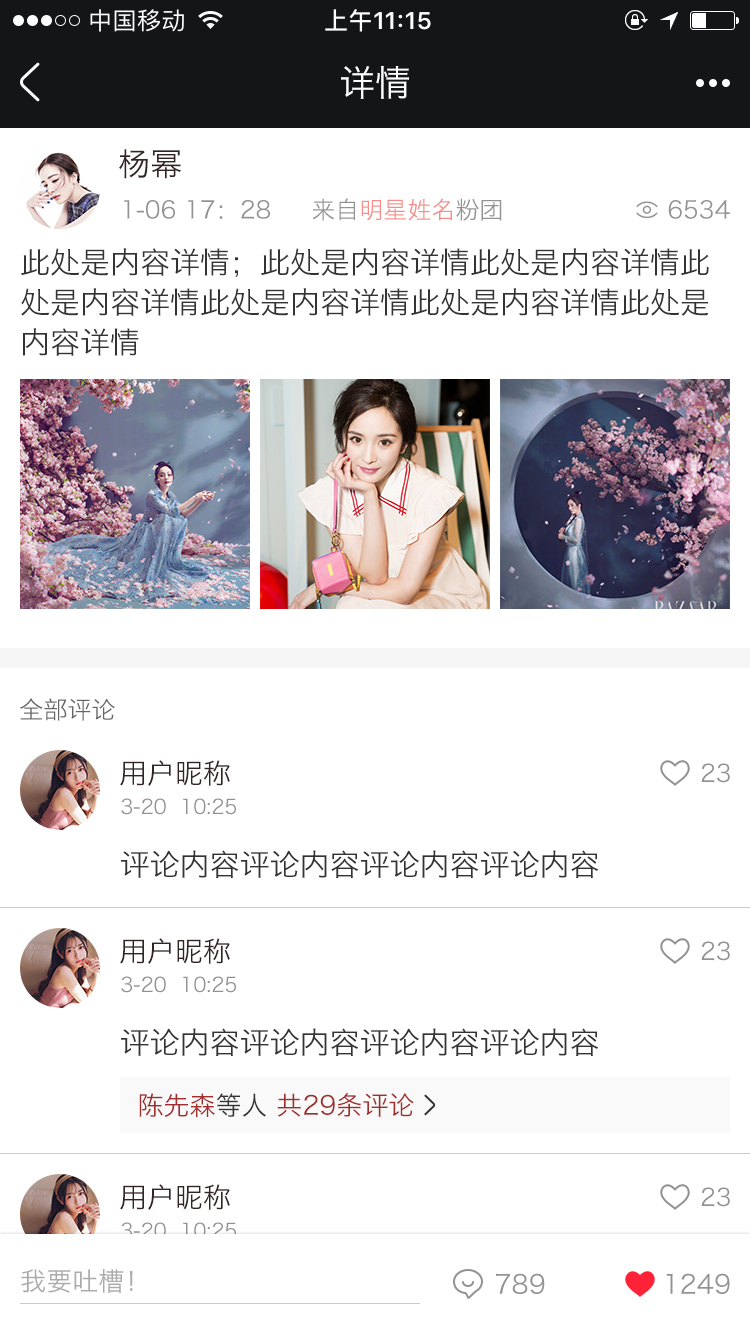 中国移动 上午11:15
详情
杨幂
1-06 17：28 来自明星姓名粉团 6534
此处是内容详情；此处是内容详情此处是内容详情此
处是内容详情此处是内容详情此处是内容详情此处是
内容详情
BAZAAR
全部评论
用户昵称 23
3-20 10:25
评论内容评论内容评论内容评论内容
用户昵称 23
3-20 10:25
评论内容评论内容评论内容评论内容
陈先森等人 共29条评论
用户昵称 23
3-20 10:25
我要吐槽！ 789 1249